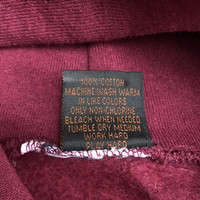 100% COTTON
MACHINE WASH WARM
IN LIKE COLORS
ONLY NON-CHLORINE
BLEACH WHEN NEEDED.
TUMBLE DRY MEDIUM
WORK HARD
PLAY HARD